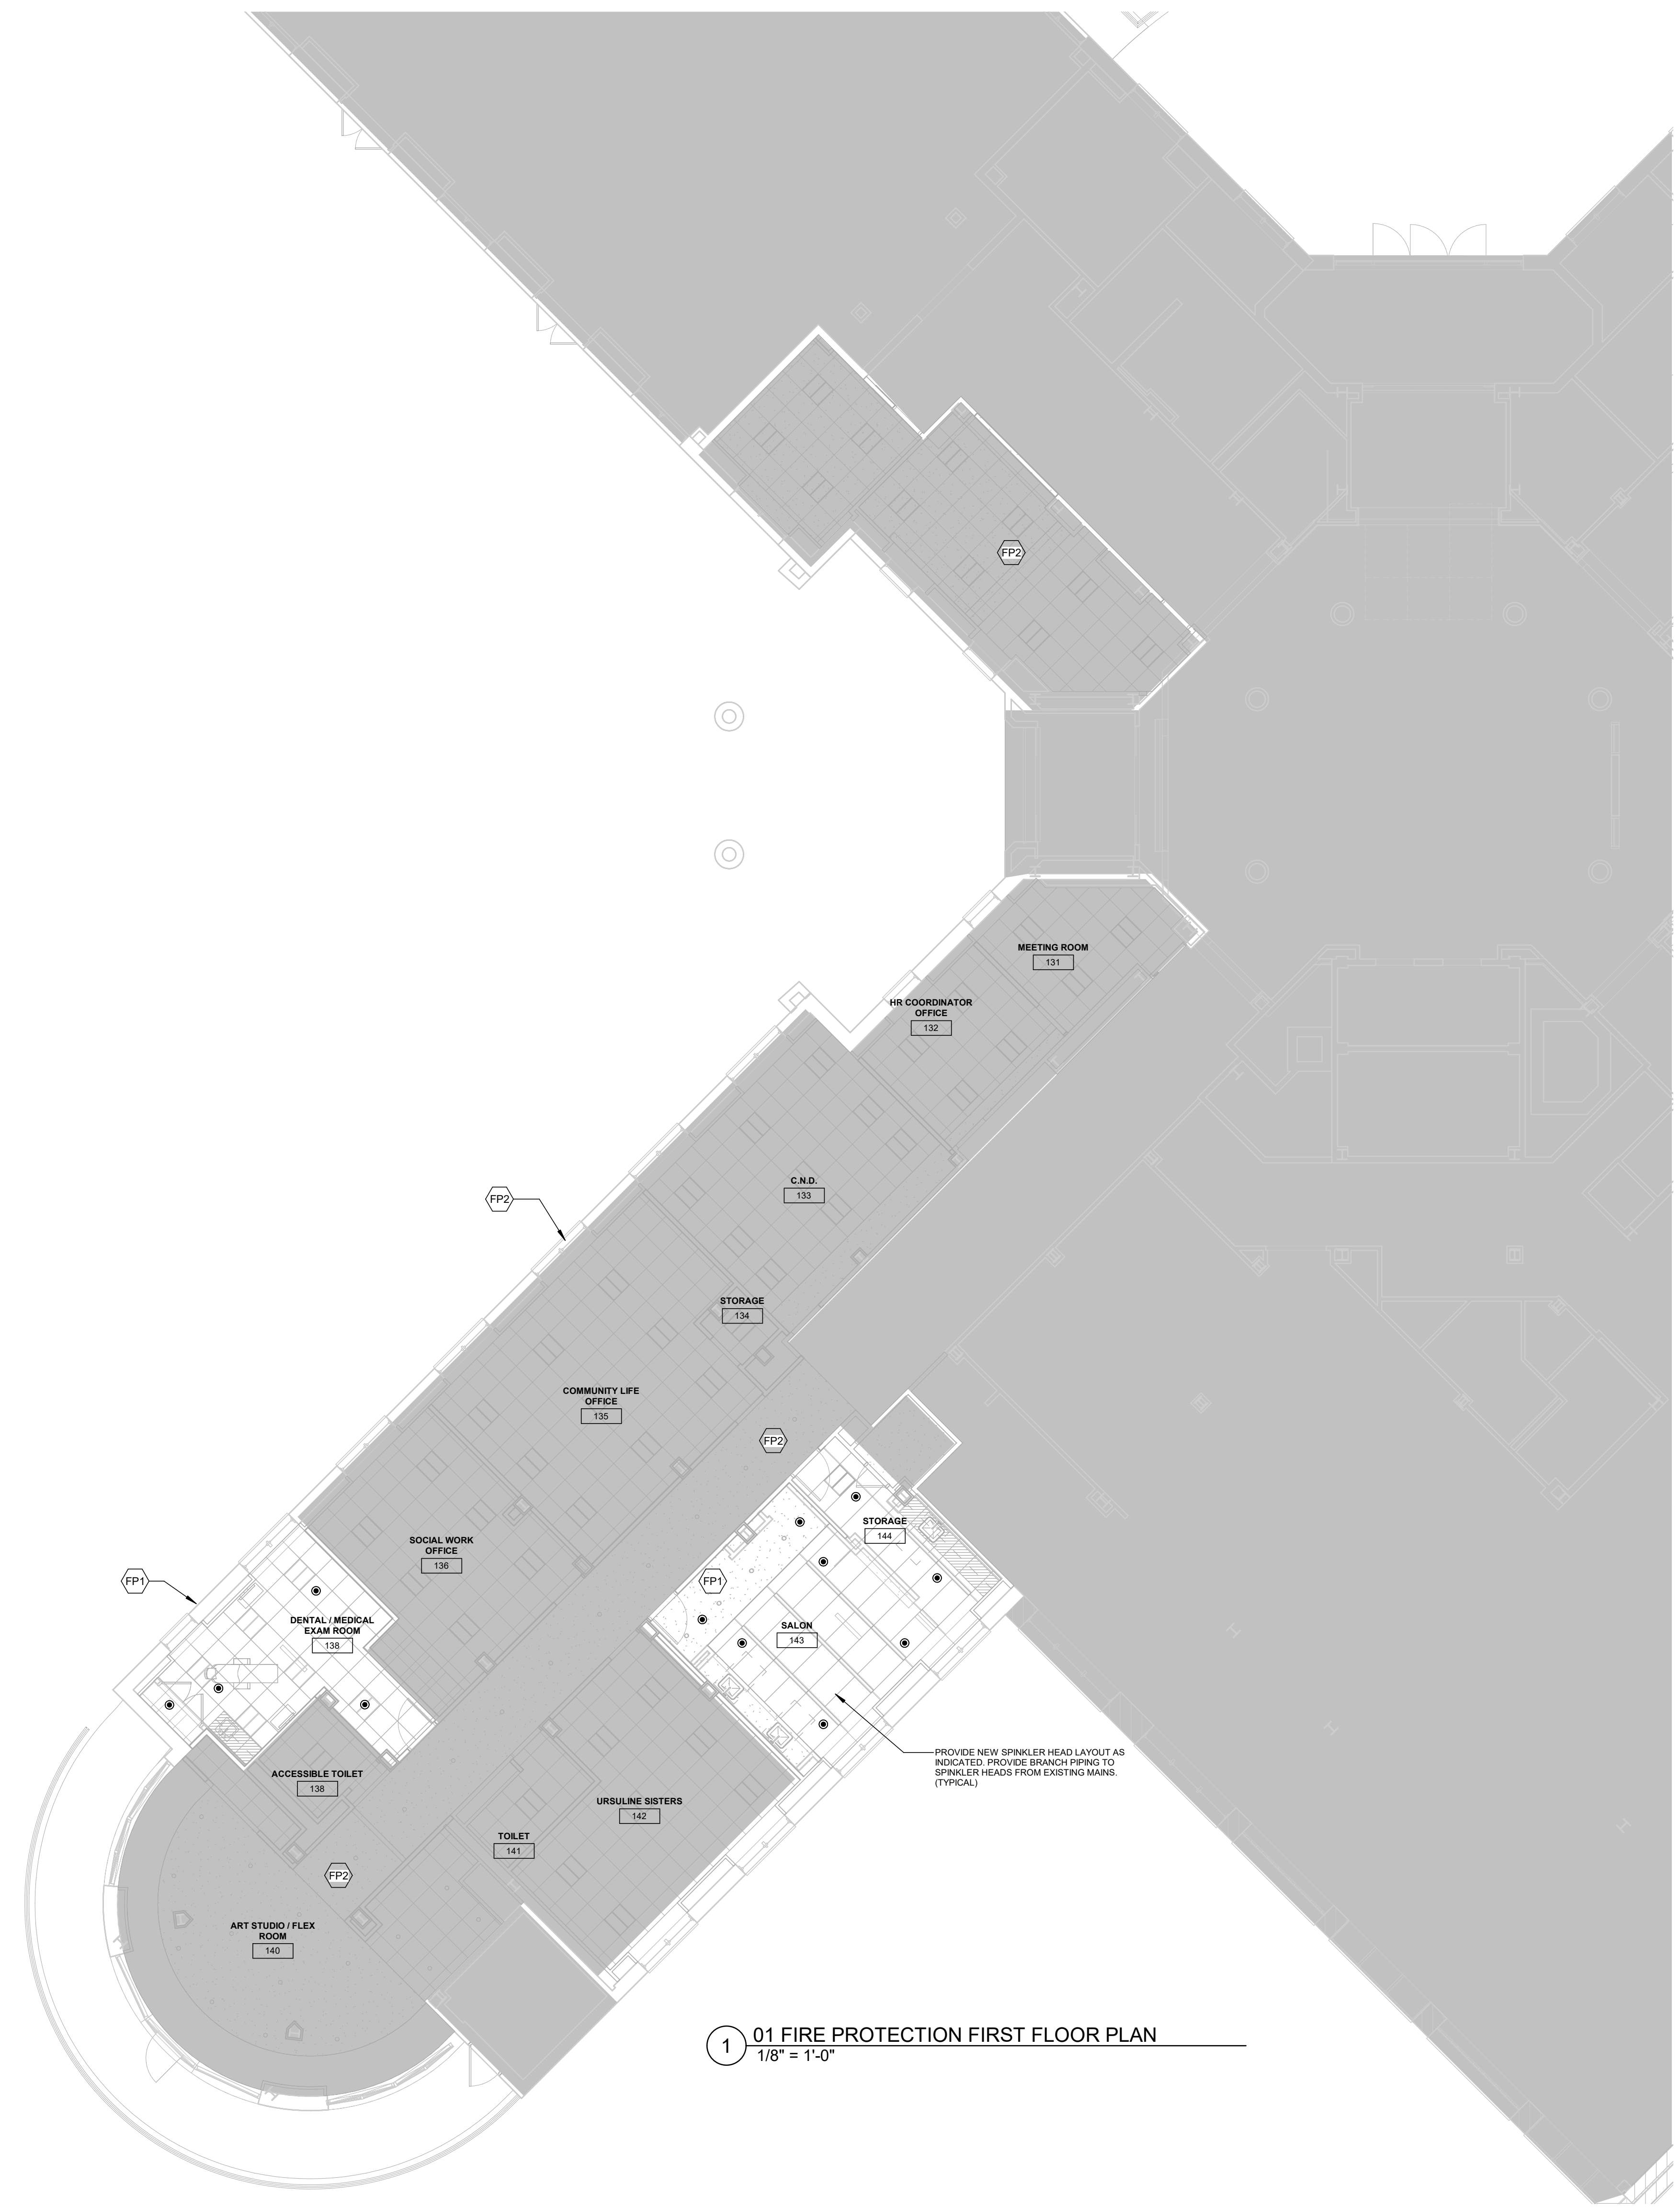 FP2
MEETING ROOM
131
HR COORDINATOR
OFFICE
132
C.N.D.
133
FP2
STORAGE
134
COMMUNITY LIFE
OFFICE
135
FP2
STORAGE
144
SOCIAL WORK
OFFICE
136
FP1
FP1
DENTAL / MEDICAL
EXAM ROOM
138
SALON
143
PROVIDE NEW SPINKLER HEAD LAYOUT AS
INDICATED. PROVIDE BRANCH PIPING TO
SPINKLER HEADS FROM EXISTING MAINS.
(TYPICAL)
ACCESSIBLE TOILET
138
URSULINE SISTERS
142
TOILET
141
FP2
ART STUDIO / FLEX
ROOM
140
1
01 FIRE PROTECTION FIRST FLOOR PLAN
1/8" = 1'-0"